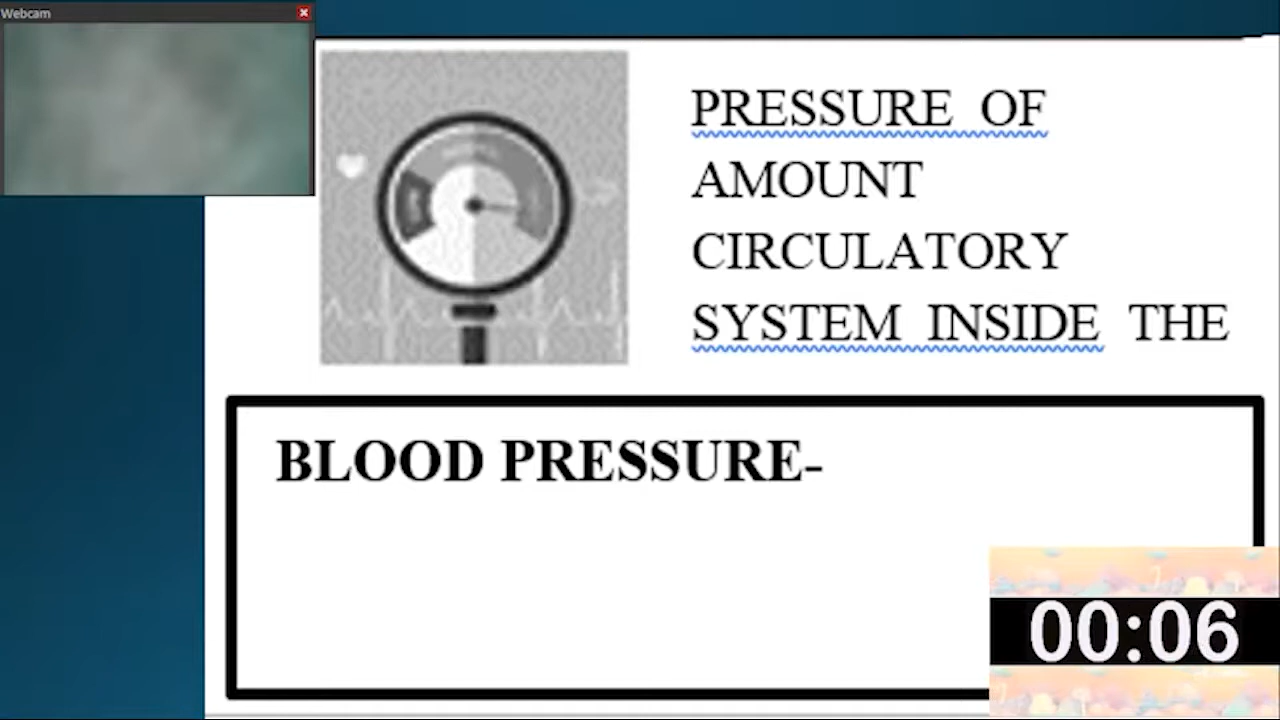 Webcam
PRESSURE OF
AMOUNT
CIRCULATORY
SYSTEM INSIDE THE
BLOOD PRESSURE-
00:06